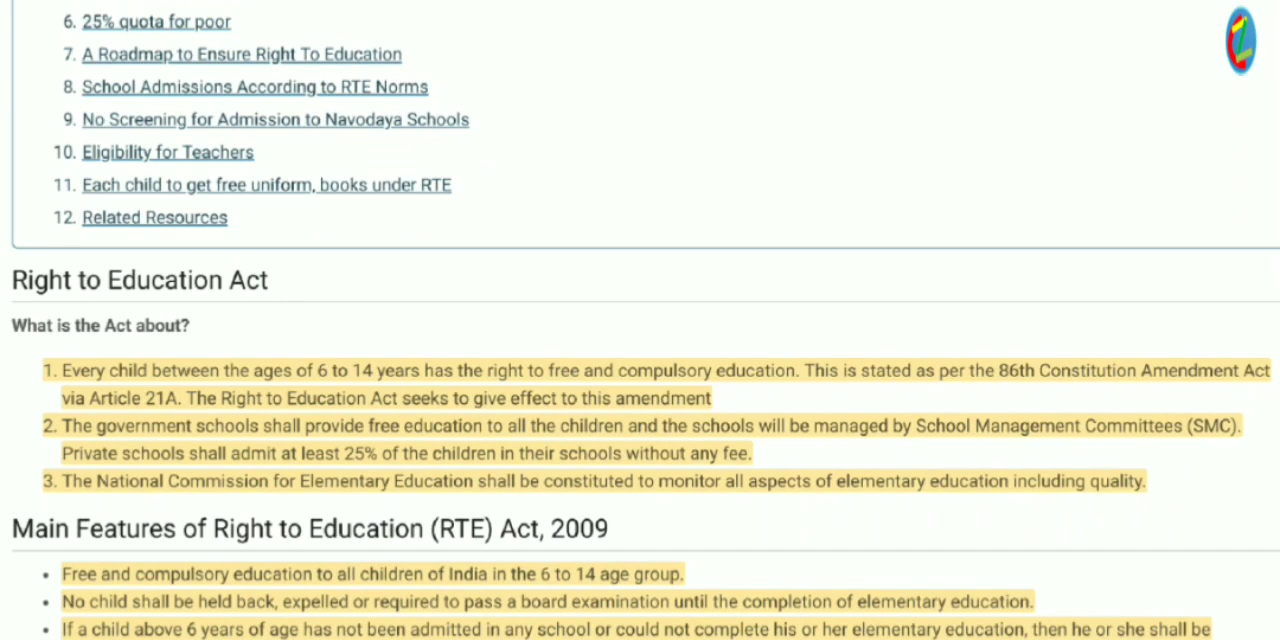 6. 25% quota for poor
7. A Roadmap to Ensure Right To Education
8. School Admissions According to RTE Norms
9. No Screening for Admission to Navodaya Schools
10. Eligibility for Teachers
11. Each child to get free uniform, books under RTE
12. Related Resources
Right to Education Act
What is the Act about?
1. Every child between the ages of 6 to 14 years has the right to free and compulsory education. This is stated as per the 86th Constitution Amendment Act
via Article 21A. The Right to Education Act seeks to give effect to this amendment
2. The government schools shall provide free education to all the children and the schools will be managed by School Management Committees (SMC).
Private schools shall admit at least 25% of the children in their schools without any fee.
3. The National Commission for Elementary Education shall be constituted to monitor all aspects of elementary education including quality.
Main Features of Right to Education (RTE) Act, 2009
• Free and compulsory education to all children of India in the 6 to 14 age group.
• No child shall be held back, expelled or required to pass a board examination until the completion of elementary education.
• If a child above 6 years of age has not been admitted in any school or could not complete his or her elementary education, then he or she shall be